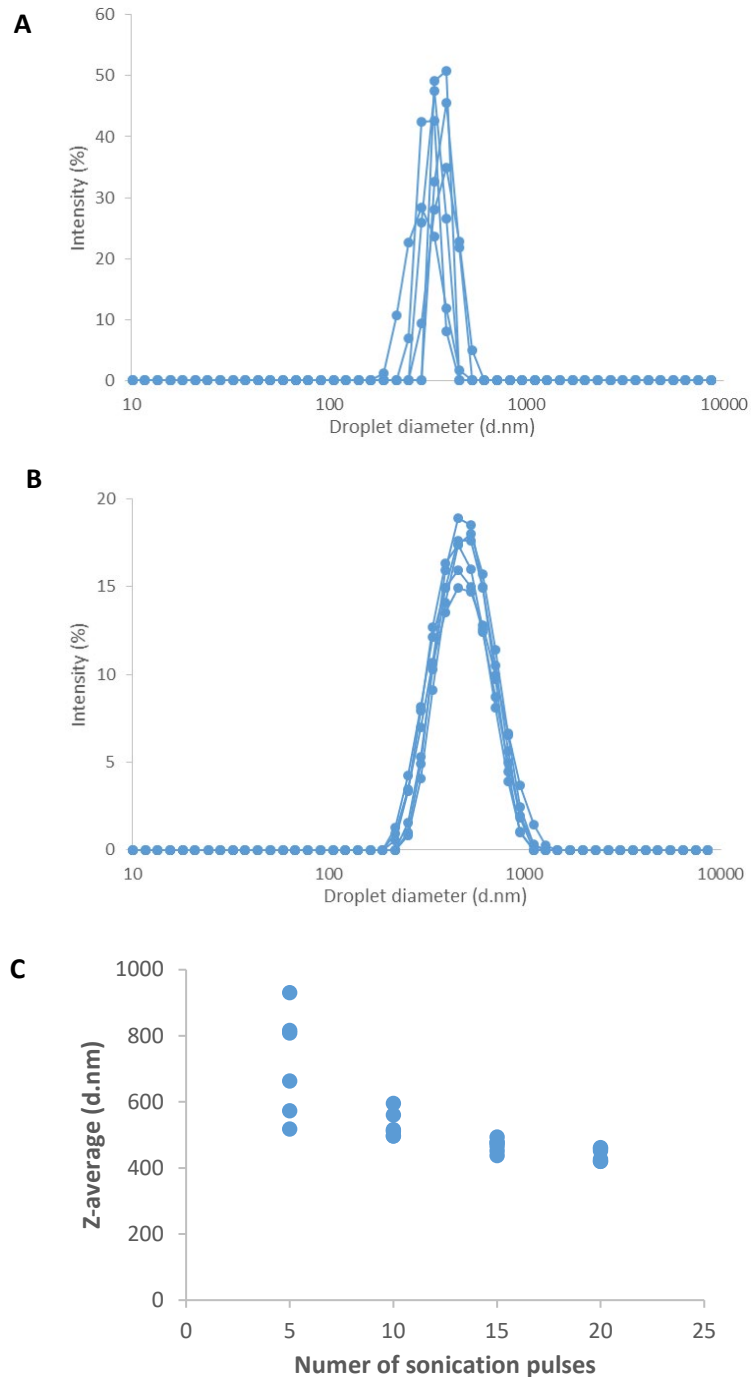 A
60
50
40
30
20
10
0
Intensity (%)
10 100 1000 10000
Droplet diameter (d.nm)
B
20
15
10
5
0
Intensity (%)
10 100 1000 10000
Droplet diameter (d.nm)
C
1000
800
600
400
200
0
Z-average (d.nm)
0 5 10 15 20 25
Numer of sonication pulses